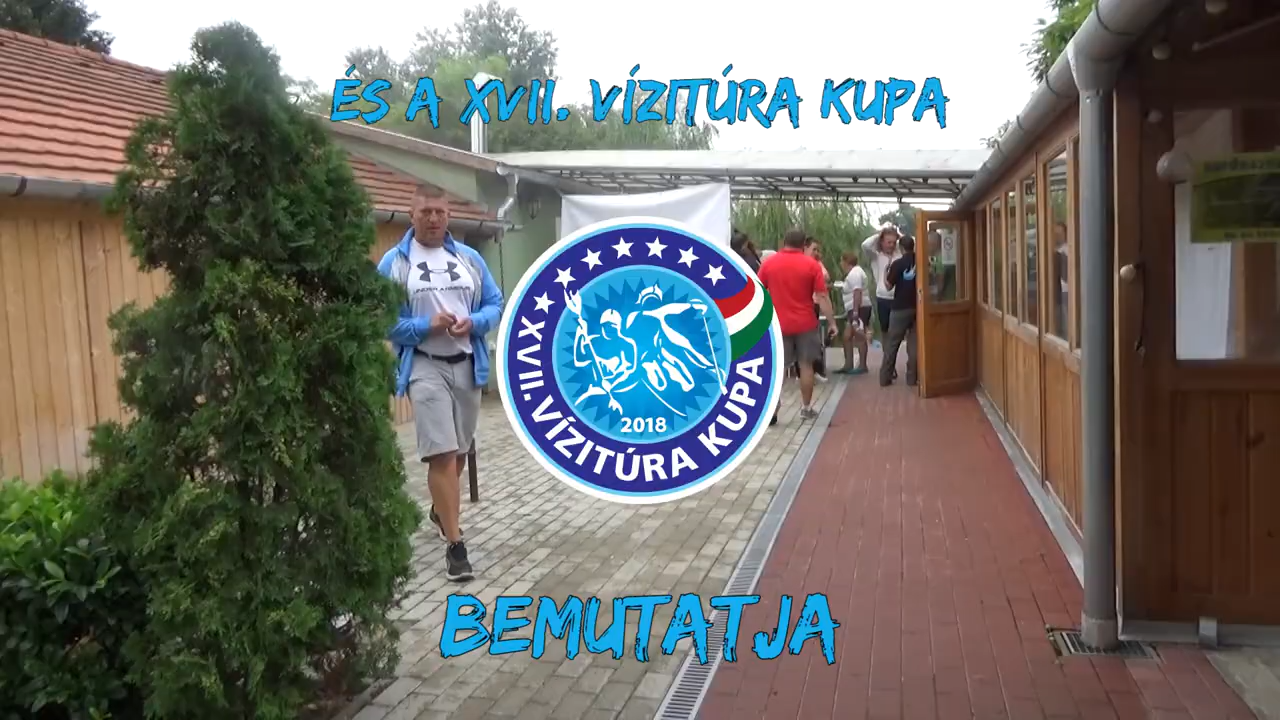 ÉS A XVII. VÍZITÚRA KUPA
UNDER ARMOUR
XVII. VÍZITÚRA KUPA
2018
BEMUTATJA